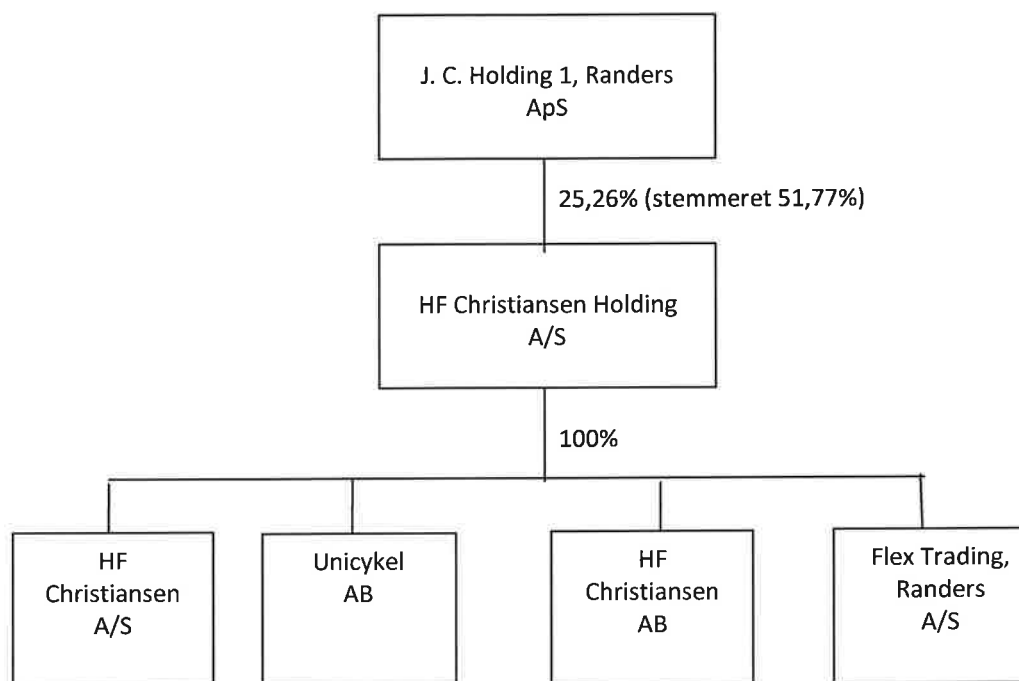 J. C. Holding 1, Randers
ApS
25,26% (stemmeret 51,77%)
HF Christiansen Holding
A/S
100%
HF
Christiansen
A/S
Unicykel
AB
HF
Christiansen
AB
Flex Trading,
Randers
A/S